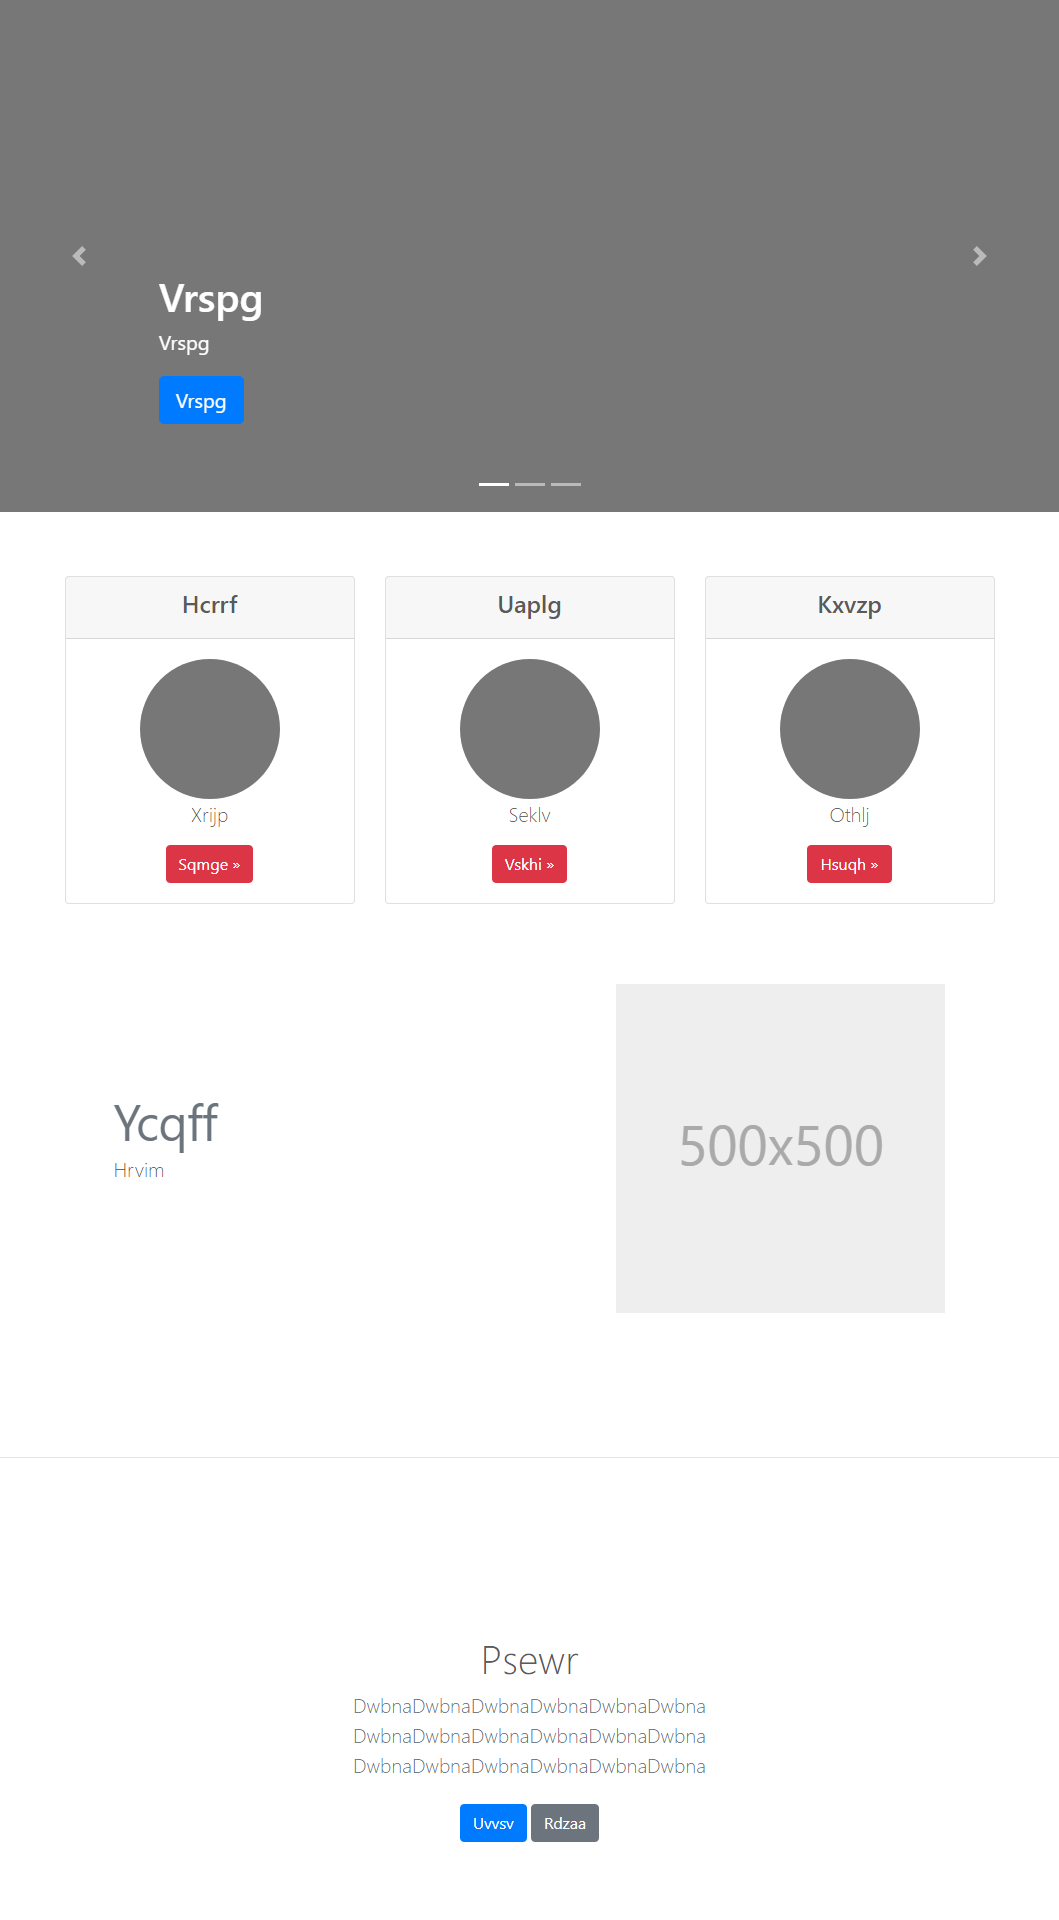 Vrspg
Vrspg
Vrspg
Hcrrf
Uaplg
Kxvzp
Xrijp
Seklv
Othlj
Sqmge »
Vskhi »
Hsuqh »
Ycqff
Hrvim
500x500
Psewr
DwbnaDwbnaDwbnaDwbnaDwbnaDwbna
DwbnaDwbnaDwbnaDwbnaDwbnaDwbna
DwbnaDwbnaDwbnaDwbnaDwbnaDwbna
Uvvsv Rdzaa